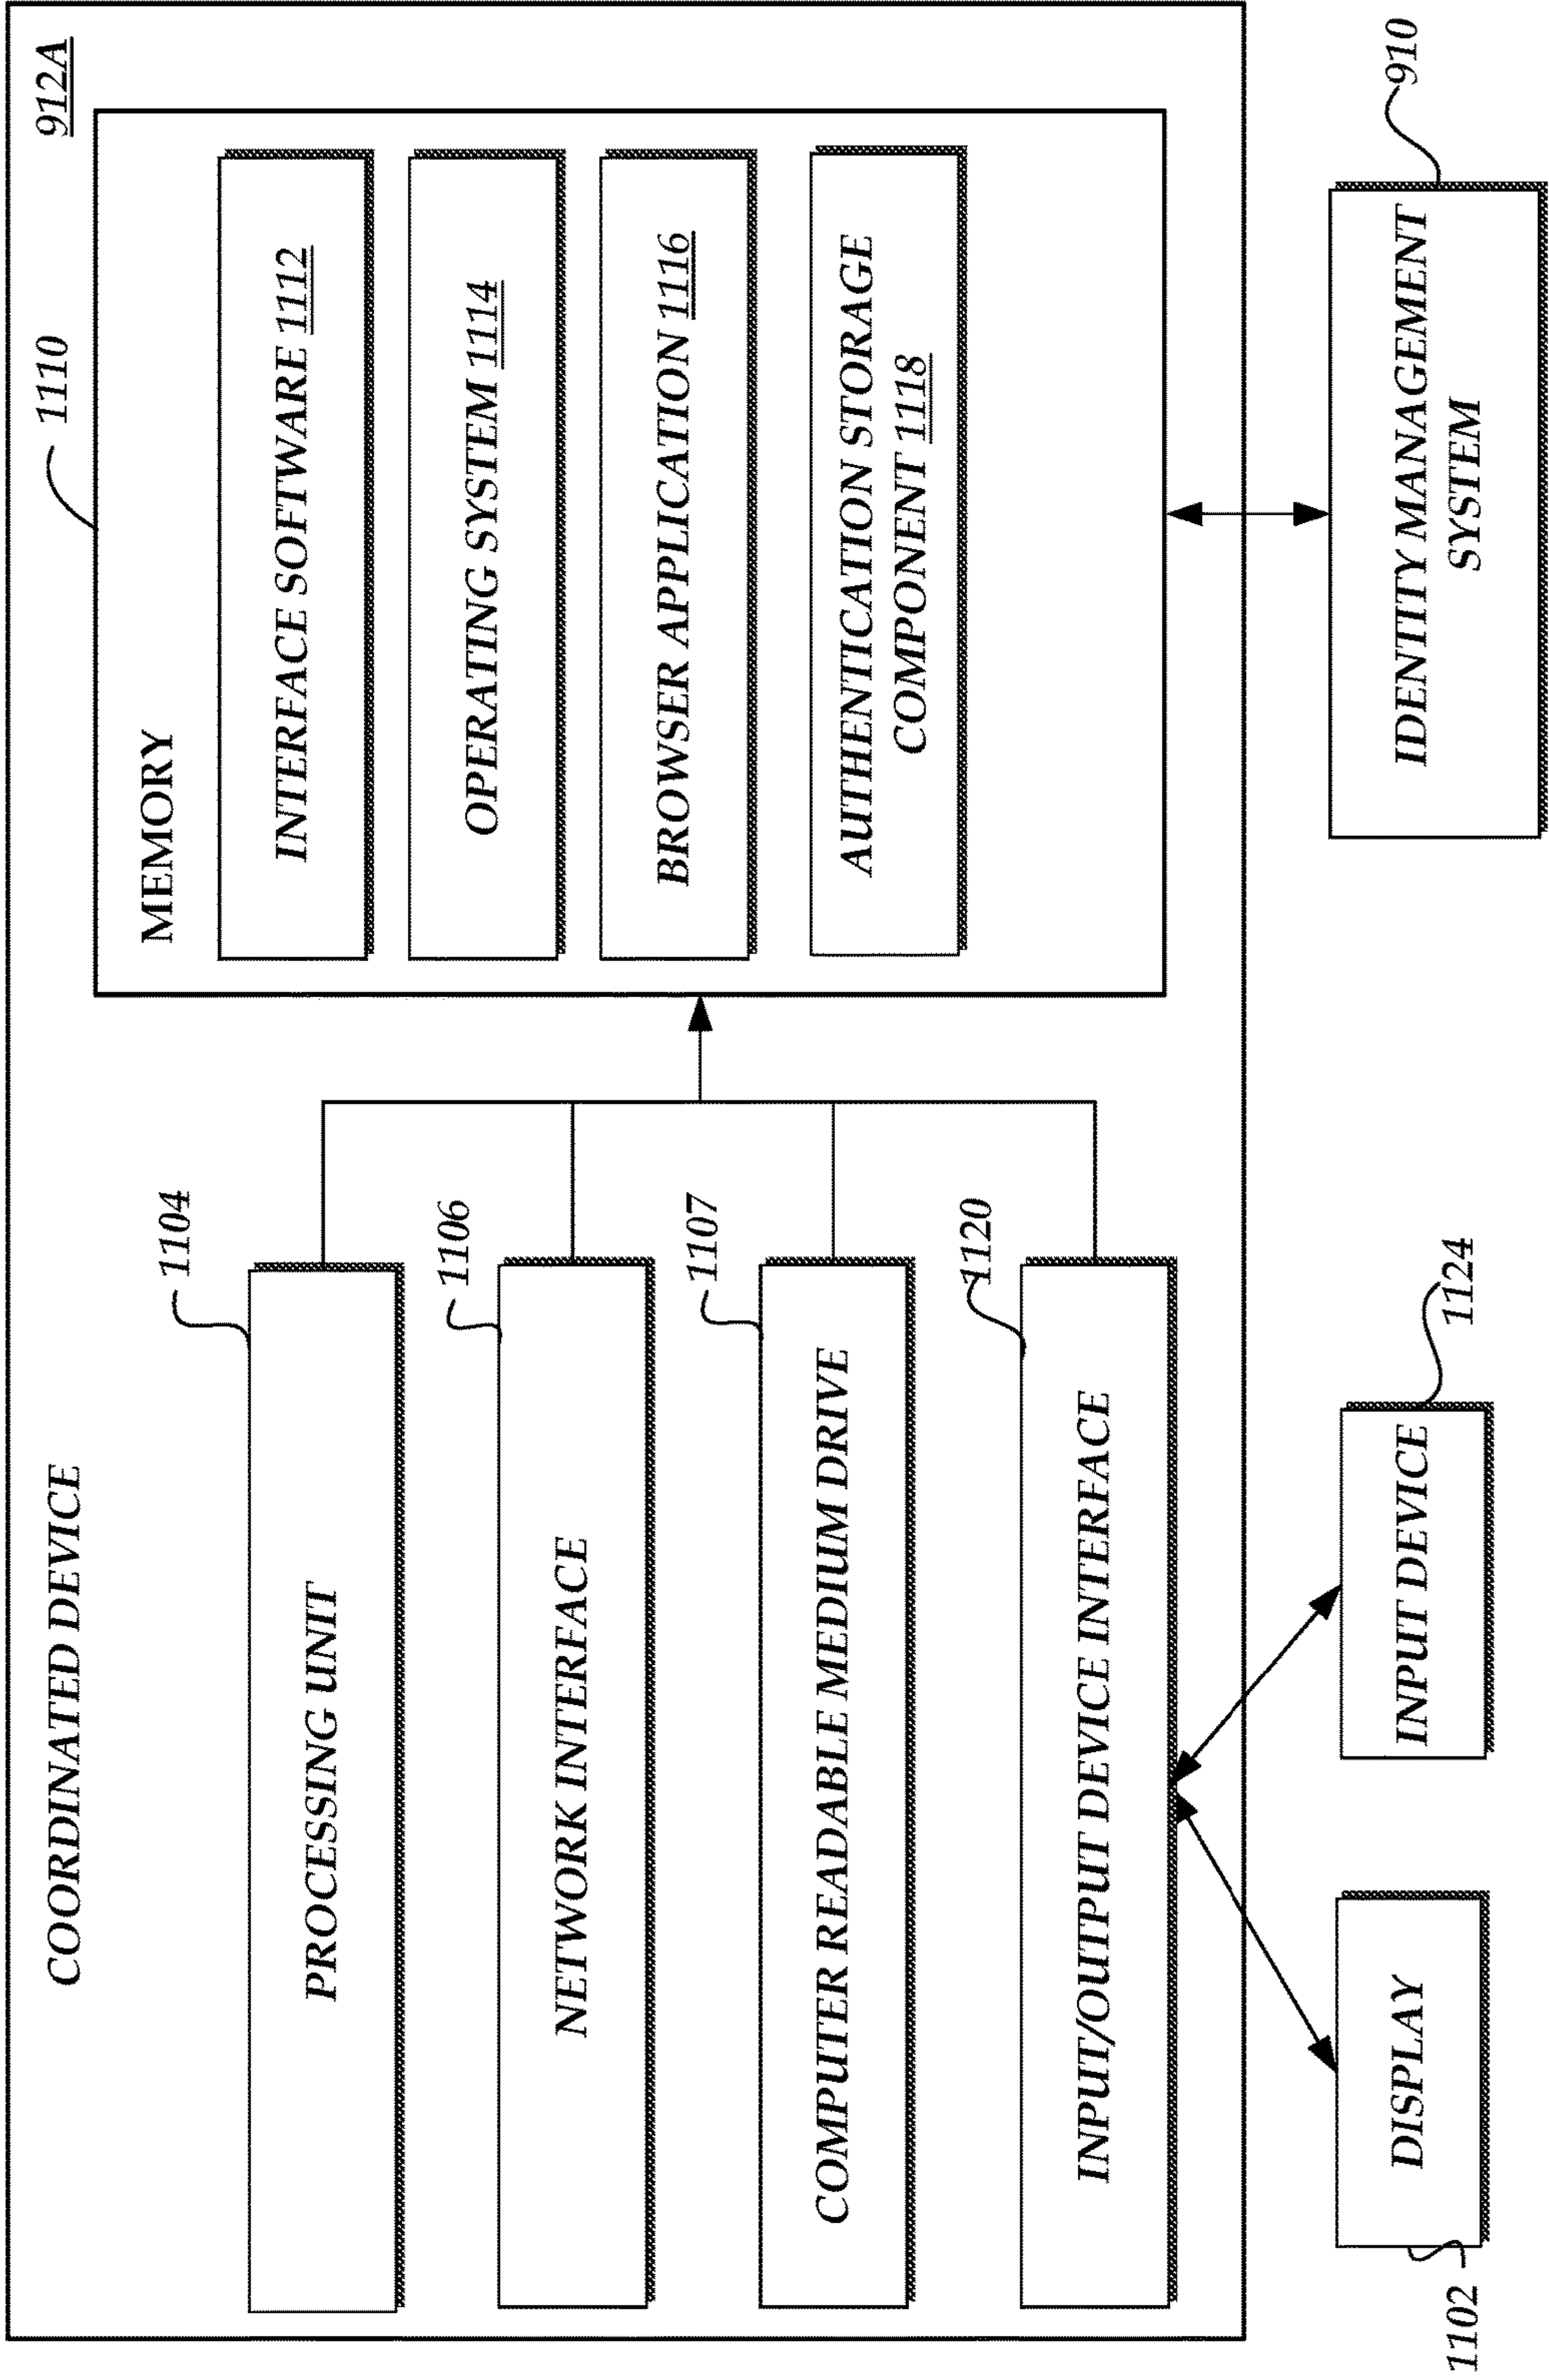 COORDINATED DEVICE
912A
1110
MEMORY
1104
PROCESSING UNIT
INTERFACE SOFTWARE 1112
1106
NETWORK INTERFACE
OPERATING SYSTEM 1114
1107
COMPUTER READABLE MEDIUM DRIVE
BROWSER APPLICATION 1116
1120
INPUT/OUTPUT DEVICE INTERFACE
AUTHENTICATION STORAGE
COMPONENT 1118
1102
DISPLAY
INPUT DEVICE
1124
IDENTITY MANAGEMENT
SYSTEM
910